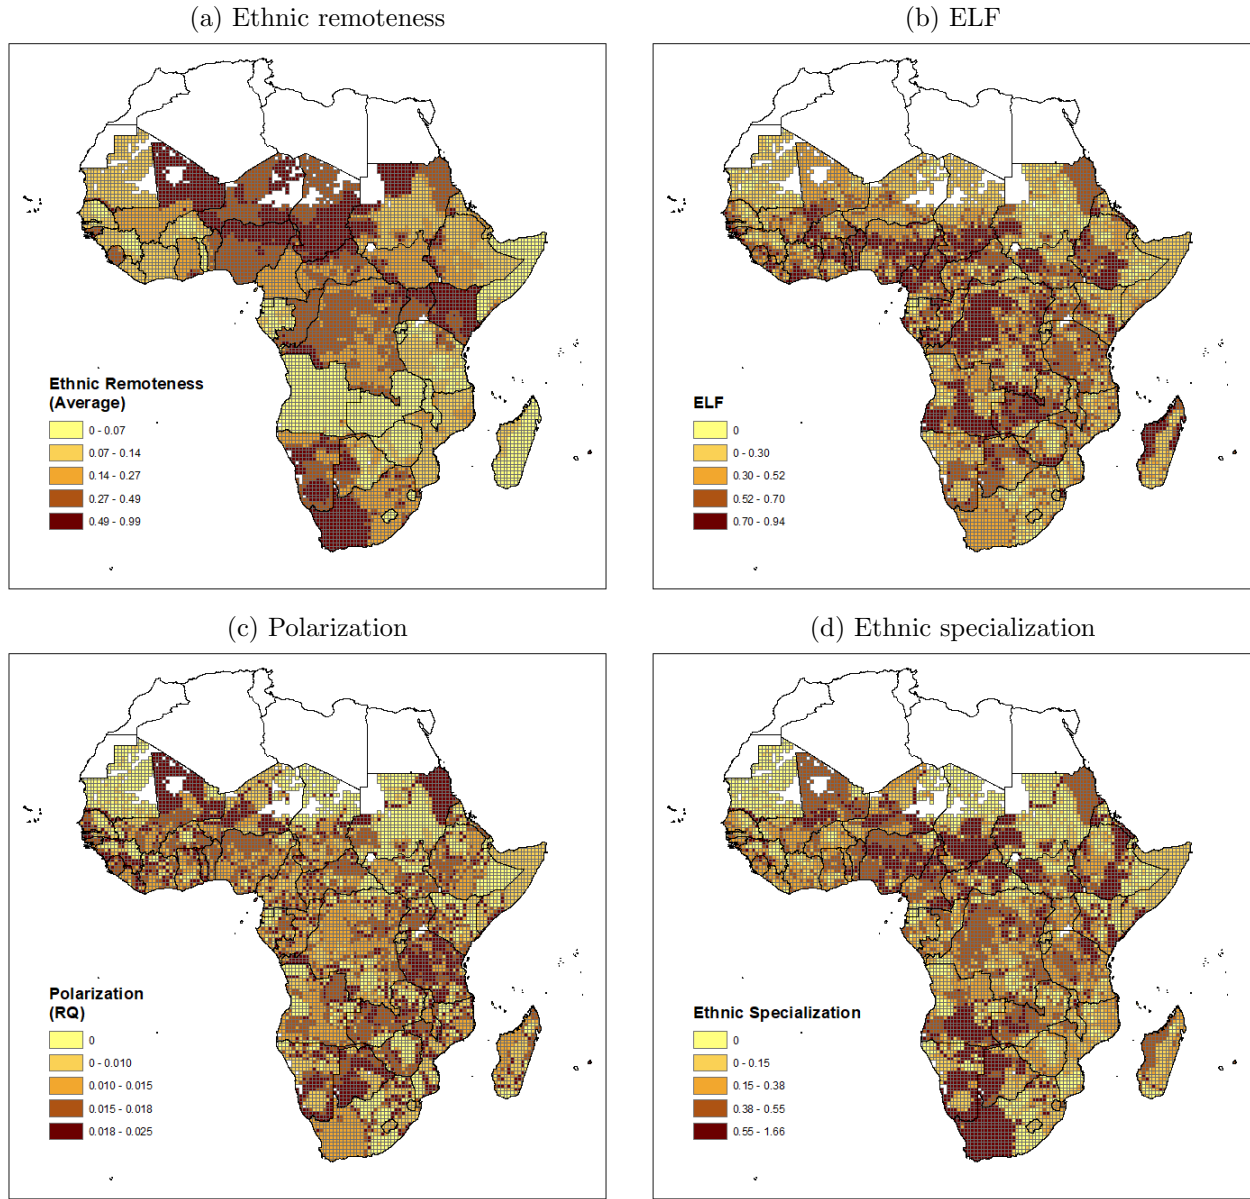 (a) Ethnic remoteness
(b) ELF
Ethnic Remoteness
(Average)
0 - 0.07
0.07 - 0.14
0.14 - 0.27
0.27 - 0.49
0.49 - 0.99
ELF
0
0 - 0.30
0.30 - 0.52
0.52 - 0.70
0.70 - 0.94
(c) Polarization
(d) Ethnic specialization
Polarization
(RQ)
0
0 - 0.010
0.010 - 0.015
0.015 - 0.018
0.018 - 0.025
Ethnic Specialization
0
0 - 0.15
0.15 - 0.38
0.38 - 0.55
0.55 - 1.66